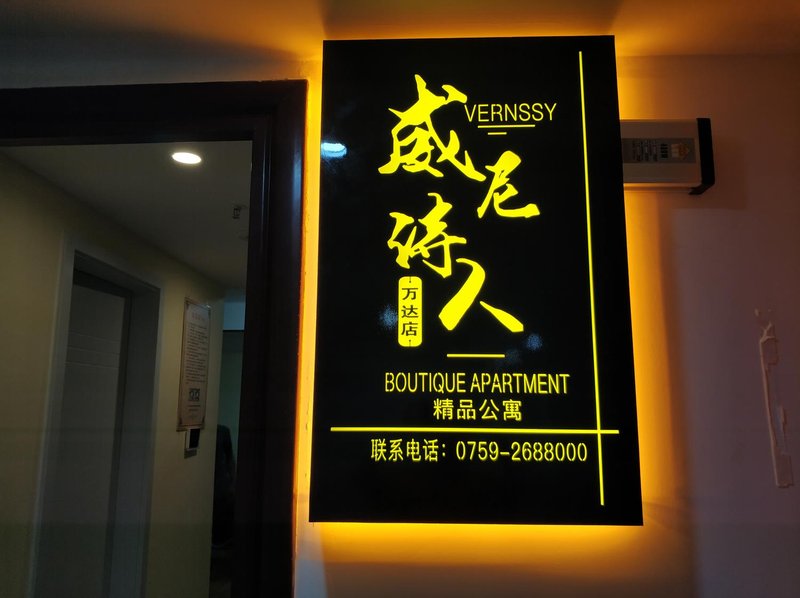 VERNSSY
威尼诗人
万达店
BOUTIQUE APARTMENT
精品公寓
联系电话：0759-2688000